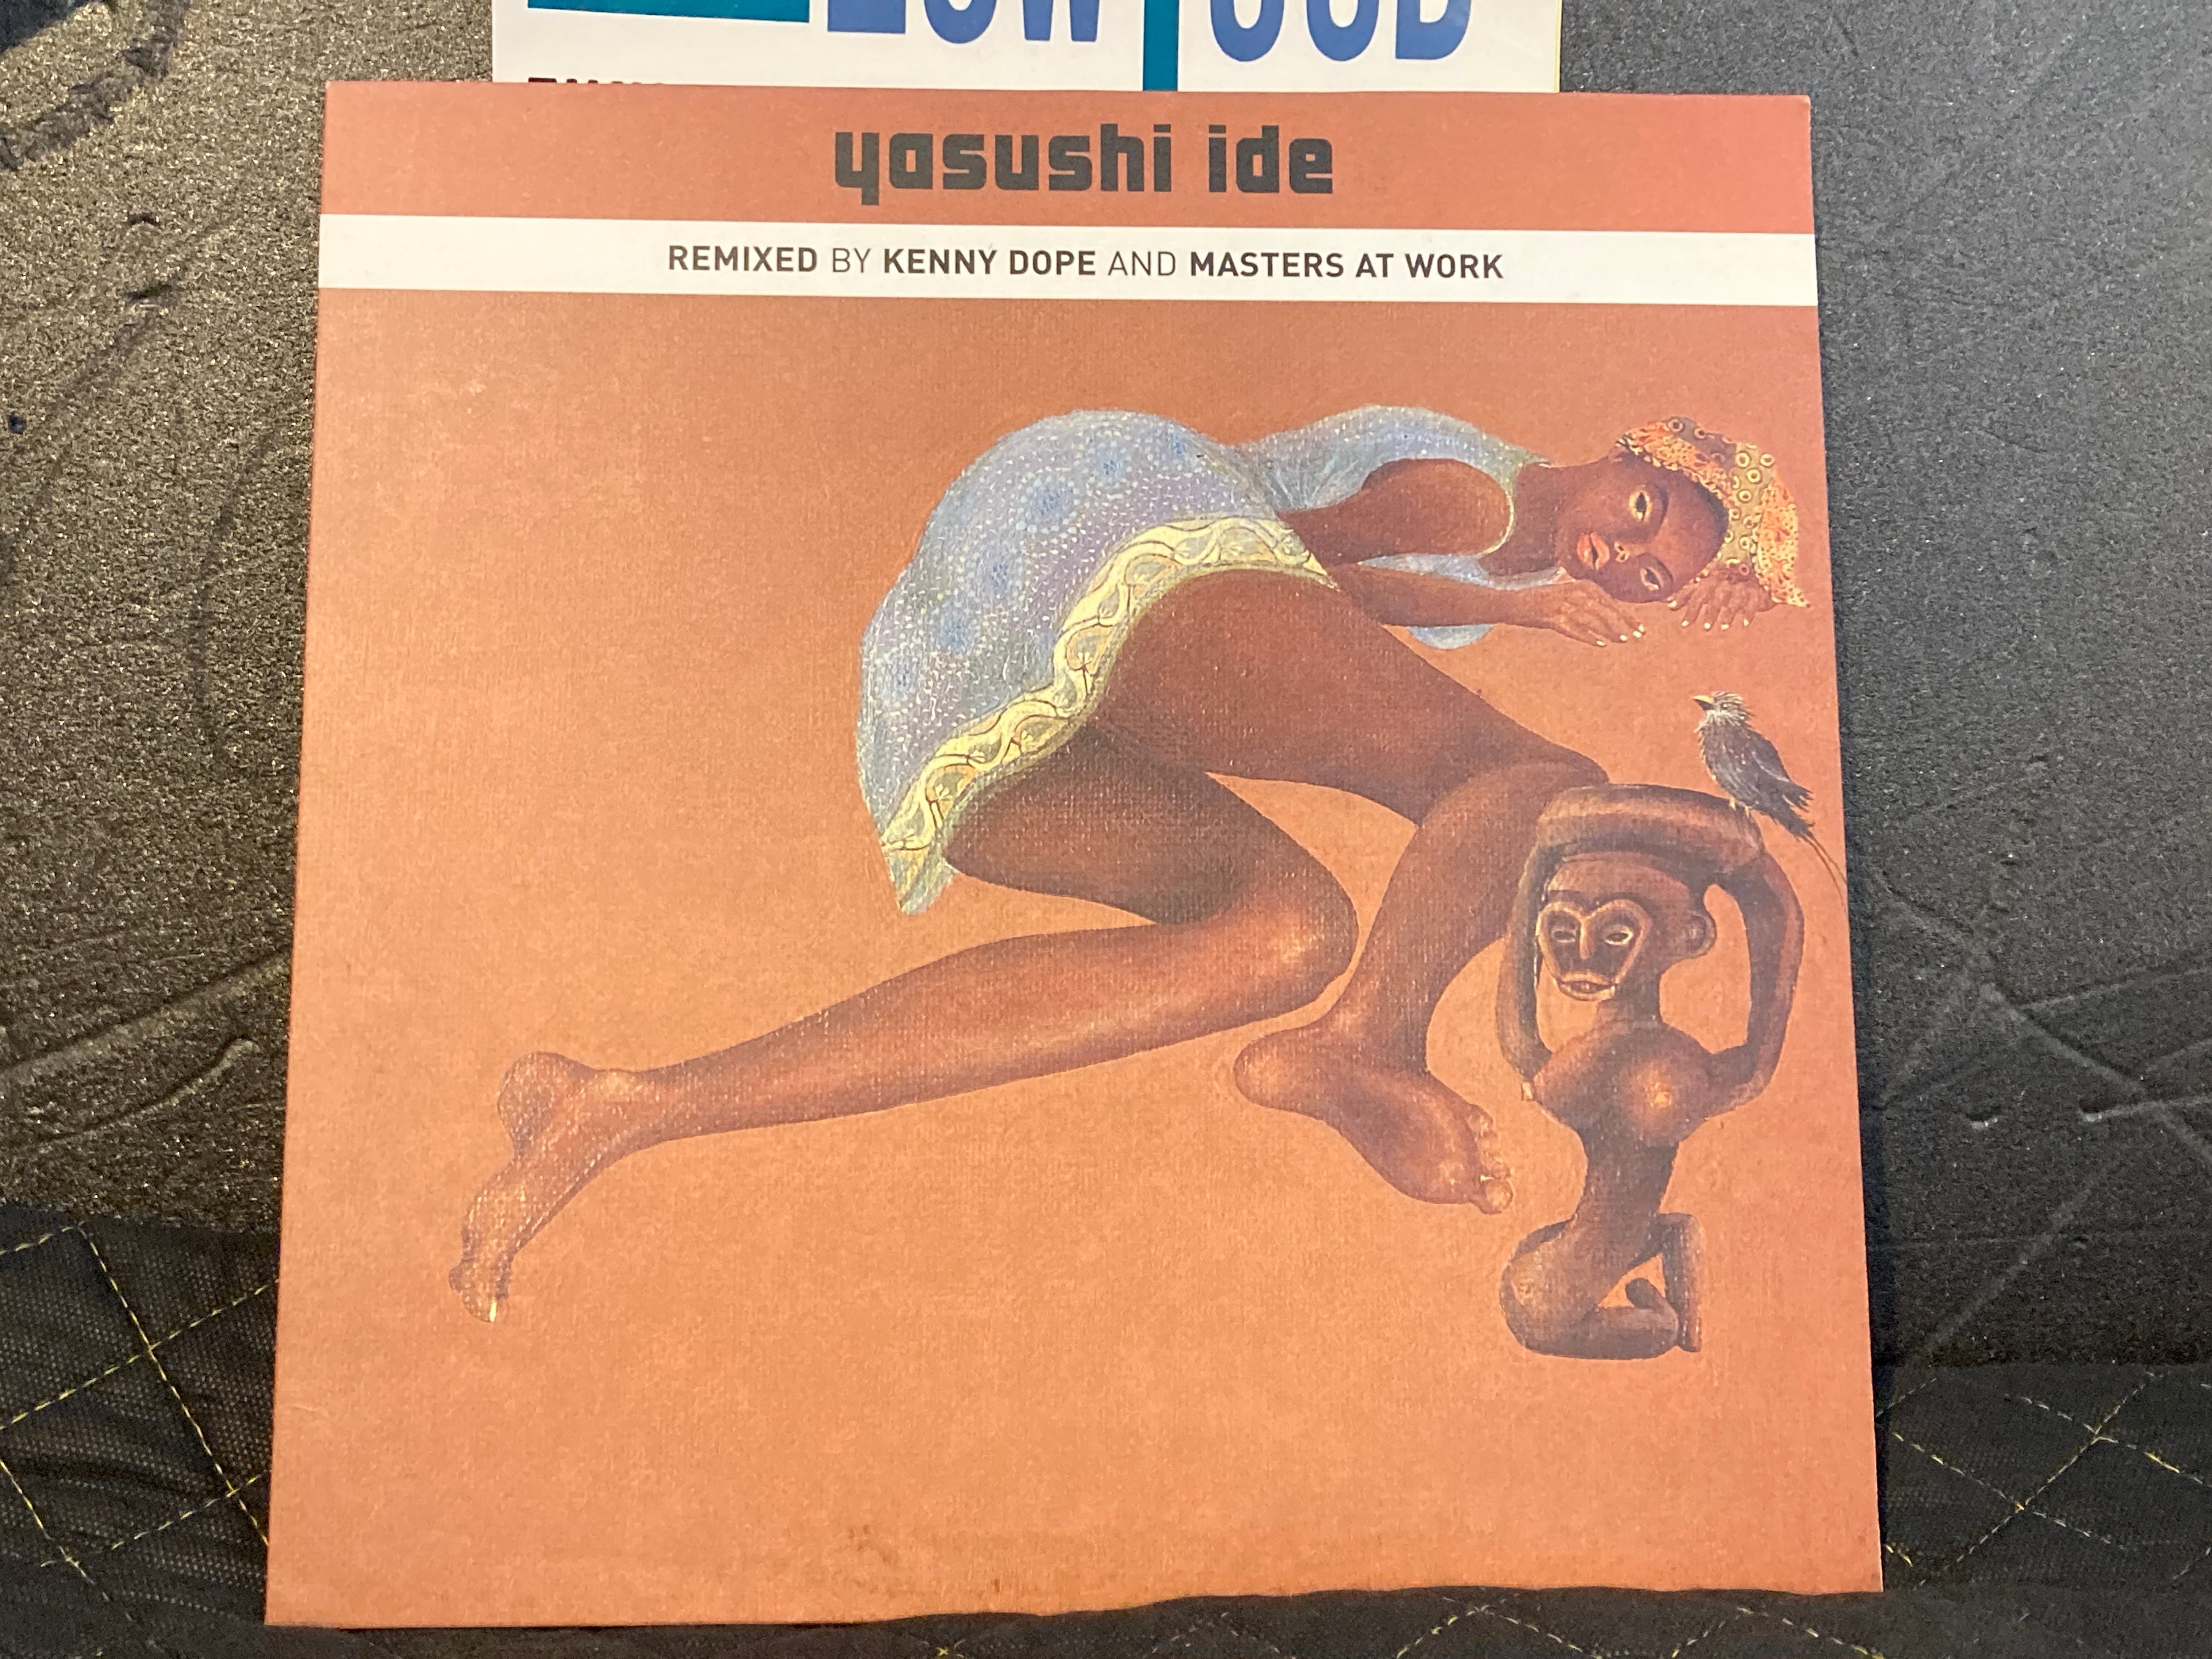 yasushi ide
REMIXED BY KENNY DOPE AND MASTERS AT WORK